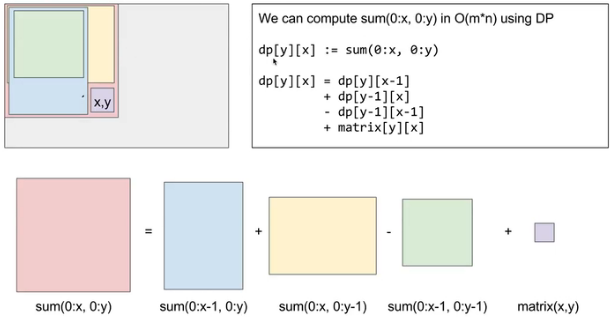 We can compute sum(0:x, 0:y) in O(m*n) using DP
dp[y][x] := sum(0:x, 0:y)
dp[y][x] = dp[y][x-1]
+ dp[y-1][x]
- dp[y-1][x-1]
+ matrix[y][x]
x,y
= + - +
sum(0:x, 0:y) sum(0:x-1, 0:y) sum(0:x, 0:y-1) sum(0:x-1, 0:y-1) matrix(x,y)